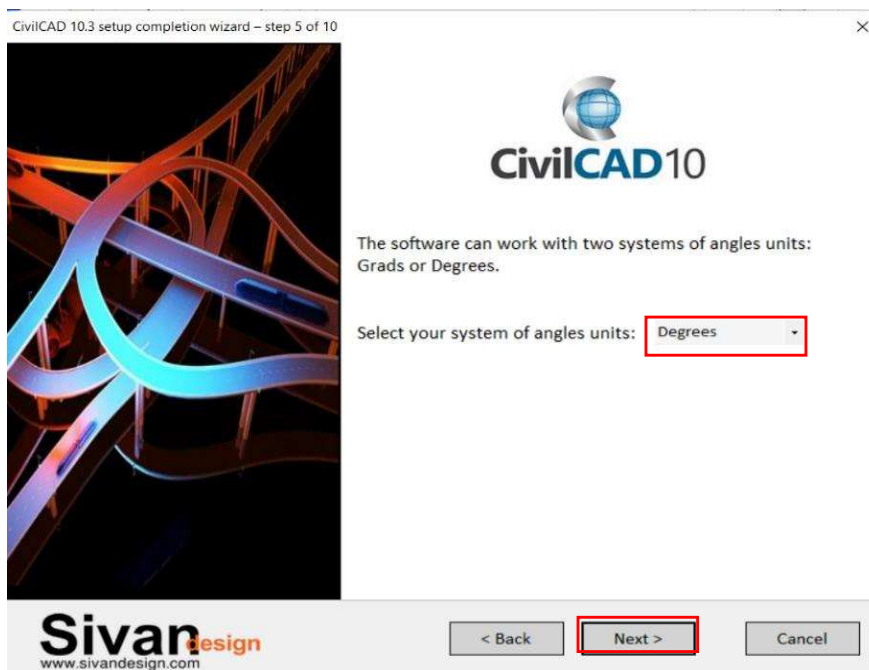 CivilCAD 10.3 setup completion wizard – step 5 of 10
CivilCAD10
The software can work with two systems of angles units:
Grads or Degrees.
Select your system of angles units: Degrees
Sivan design
www.sivandesign.com
< Back Next > Cancel